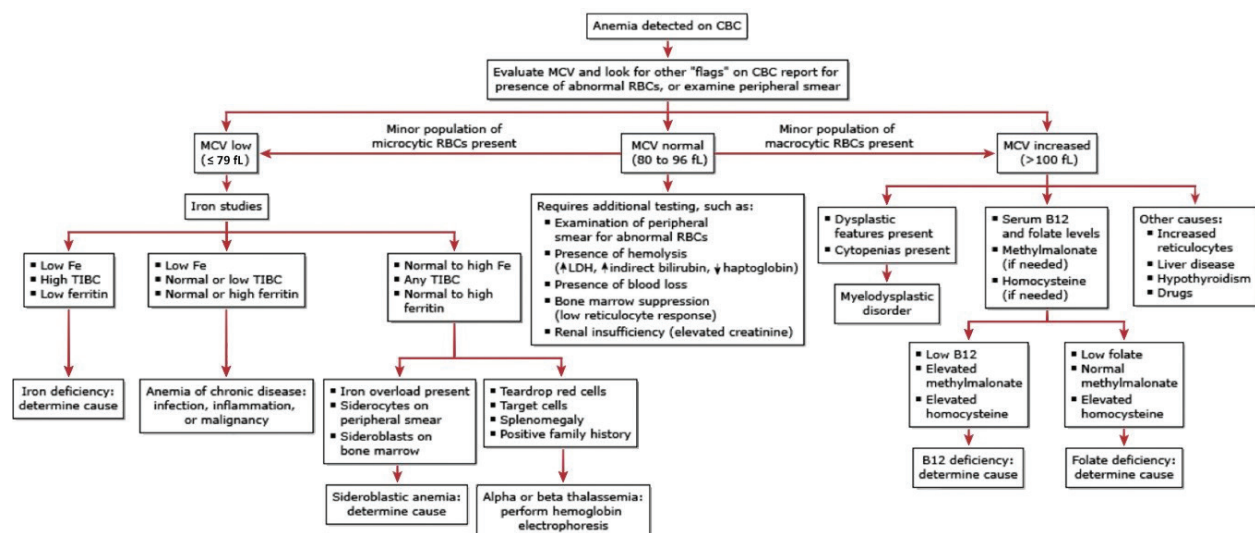 Anemia detected on CBC
Evaluate MCV and look for other "flags" on CBC report for
presence of abnormal RBCs, or examine peripheral smear
MCV low
(≤ 79 fL)
Minor population of
microcytic RBCs present
MCV normal
(80 to 96 fL)
Minor population of
macrocytic RBCs present
MCV increased
(>100 fL)
Iron studies
Requires additional testing, such as:
▪ Examination of peripheral
smear for abnormal RBCs
▪ Presence of hemolysis
(↑LDH, ↑indirect bilirubin, ↓haptoglobin)
▪ Presence of blood loss
▪ Bone marrow suppression
(low reticulocyte response)
▪ Renal insufficiency (elevated creatinine)
▪ Dysplastic
features present
▪ Cytopenias present
▪ Serum B12
and folate levels
▪ Methylmalonate
(if needed)
▪ Homocysteine
(if needed)
Other causes:
▪ Increased
reticulocytes
▪ Liver disease
▪ Hypothyroidism
▪ Drugs
▪ Low Fe
▪ High TIBC
▪ Low ferritin
▪ Low Fe
▪ Normal or low TIBC
▪ Normal or high ferritin
▪ Normal to high Fe
▪ Any TIBC
▪ Normal to high
ferritin
Myelodysplastic
disorder
▪ Low B12
▪ Elevated
methylmalonate
▪ Elevated
homocysteine
▪ Low folate
▪ Normal
methylmalonate
▪ Elevated
homocysteine
Iron deficiency:
determine cause
Anemia of chronic disease:
infection, inflammation,
or malignancy
▪ Iron overload present
▪ Siderocytes on
peripheral smear
▪ Sideroblasts on
bone marrow
▪ Teardrop red cells
▪ Target cells
▪ Splenomegaly
▪ Positive family history
B12 deficiency:
determine cause
Folate deficiency:
determine cause
Sideroblastic anemia:
determine cause
Alpha or beta thalassemia:
perform hemoglobin
electrophoresis